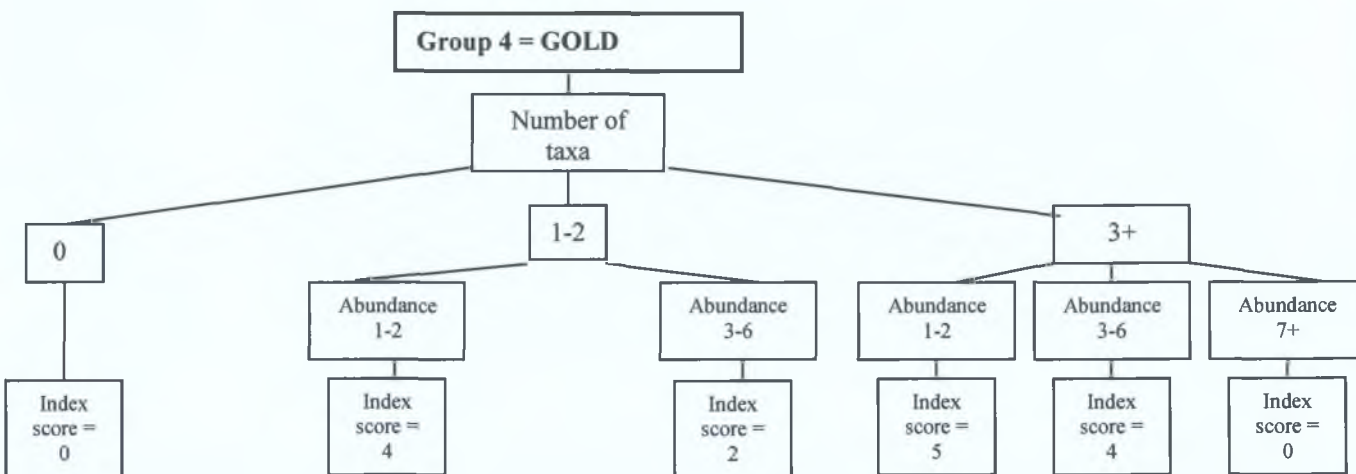 Group 4 = GOLD
Number of
taxa
0
1-2
3+
Abundance
1-2
Abundance
3-6
Abundance
1-2
Abundance
3-6
Abundance
7+
Index
score =
0
Index
score =
4
Index
score =
2
Index
score =
5
Index
score =
4
Index
score =
0